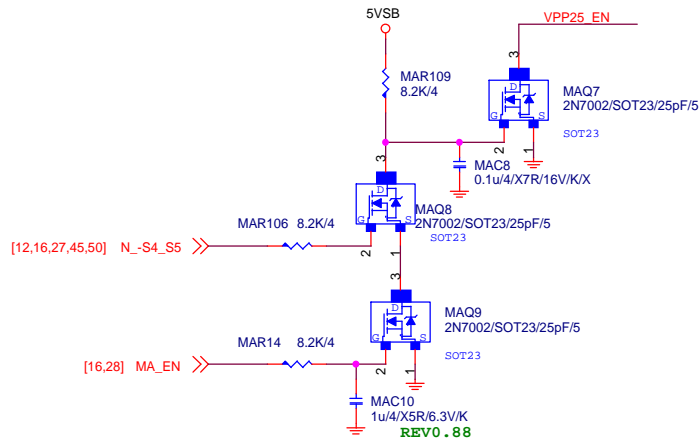 5VSB
VPP25_EN
3
MAR109
8.2K/4
D
MAQ7
2N7002/SOT23/25pF/5
G
S
SOT23
2
1
3
MAC8
0.1u/4/X7R/16V/K/X
D
MAQ8
2N7002/SOT23/25pF/5
MAR106 8.2K/4
G
S
SOT23
[12,16,27,45,50] N_-S4_S5
2
1
3
D
MAQ9
2N7002/SOT23/25pF/5
MAR14 8.2K/4
G
S
SOT23
[16,28] MA_EN
2
1
MAC10
1u/4/X5R/6.3V/K
REV0.88